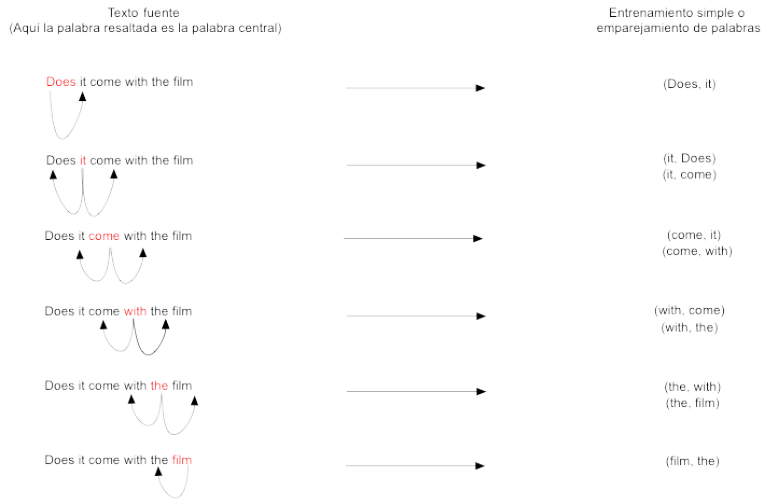 Texto fuente
(Aquí la palabra resaltada es la palabra central)
Entrenamiento simple o
emparejamiento de palabras
Does it come with the film
(Does, it)
Does it come with the film
(it, Does)
(it, come)
Does it come with the film
(come, it)
(come, with)
Does it come with the film
(with, come)
(with, the)
Does it come with the film
(the, with)
(the, film)
Does it come with the film
(film, the)